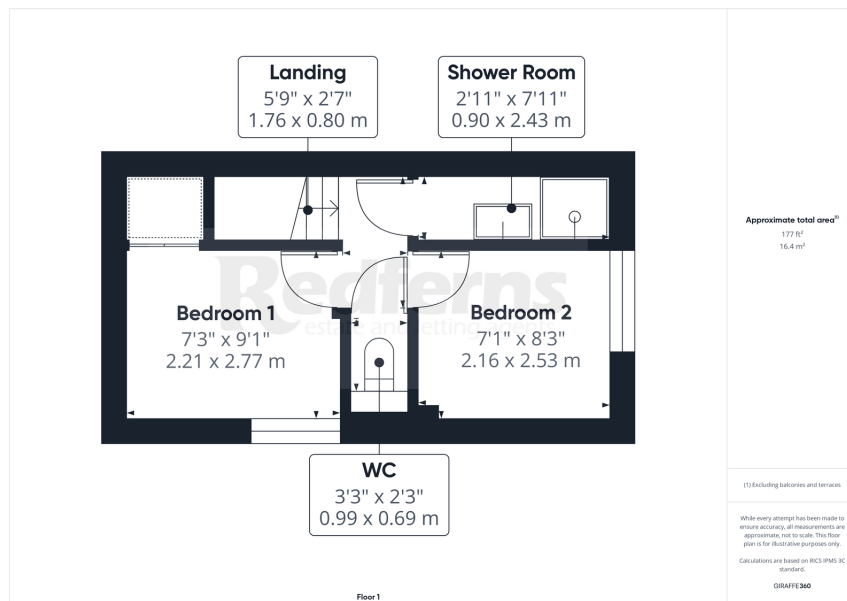 Landing
5'9" x 2'7"
1.76 x 0.80 m
Shower Room
2'11" x 7'11"
0.90 x 2.43 m
Approximate total area⁽¹⁾
177 ft²
16.4 m²
Redferns
estate and letting agents
Bedroom 1
7'3" x 9'1"
2.21 x 2.77 m
Bedroom 2
7'1" x 8'3"
2.16 x 2.53 m
WC
3'3" x 2'3"
0.99 x 0.69 m
(1) Excluding balconies and terraces
While every attempt has been made to
ensure accuracy, all measurements are
approximate, not to scale. This floor
plan is for illustrative purposes only.
Calculations are based on RICS IPMS 3C
standard.
GIRAFFE360
Floor 1